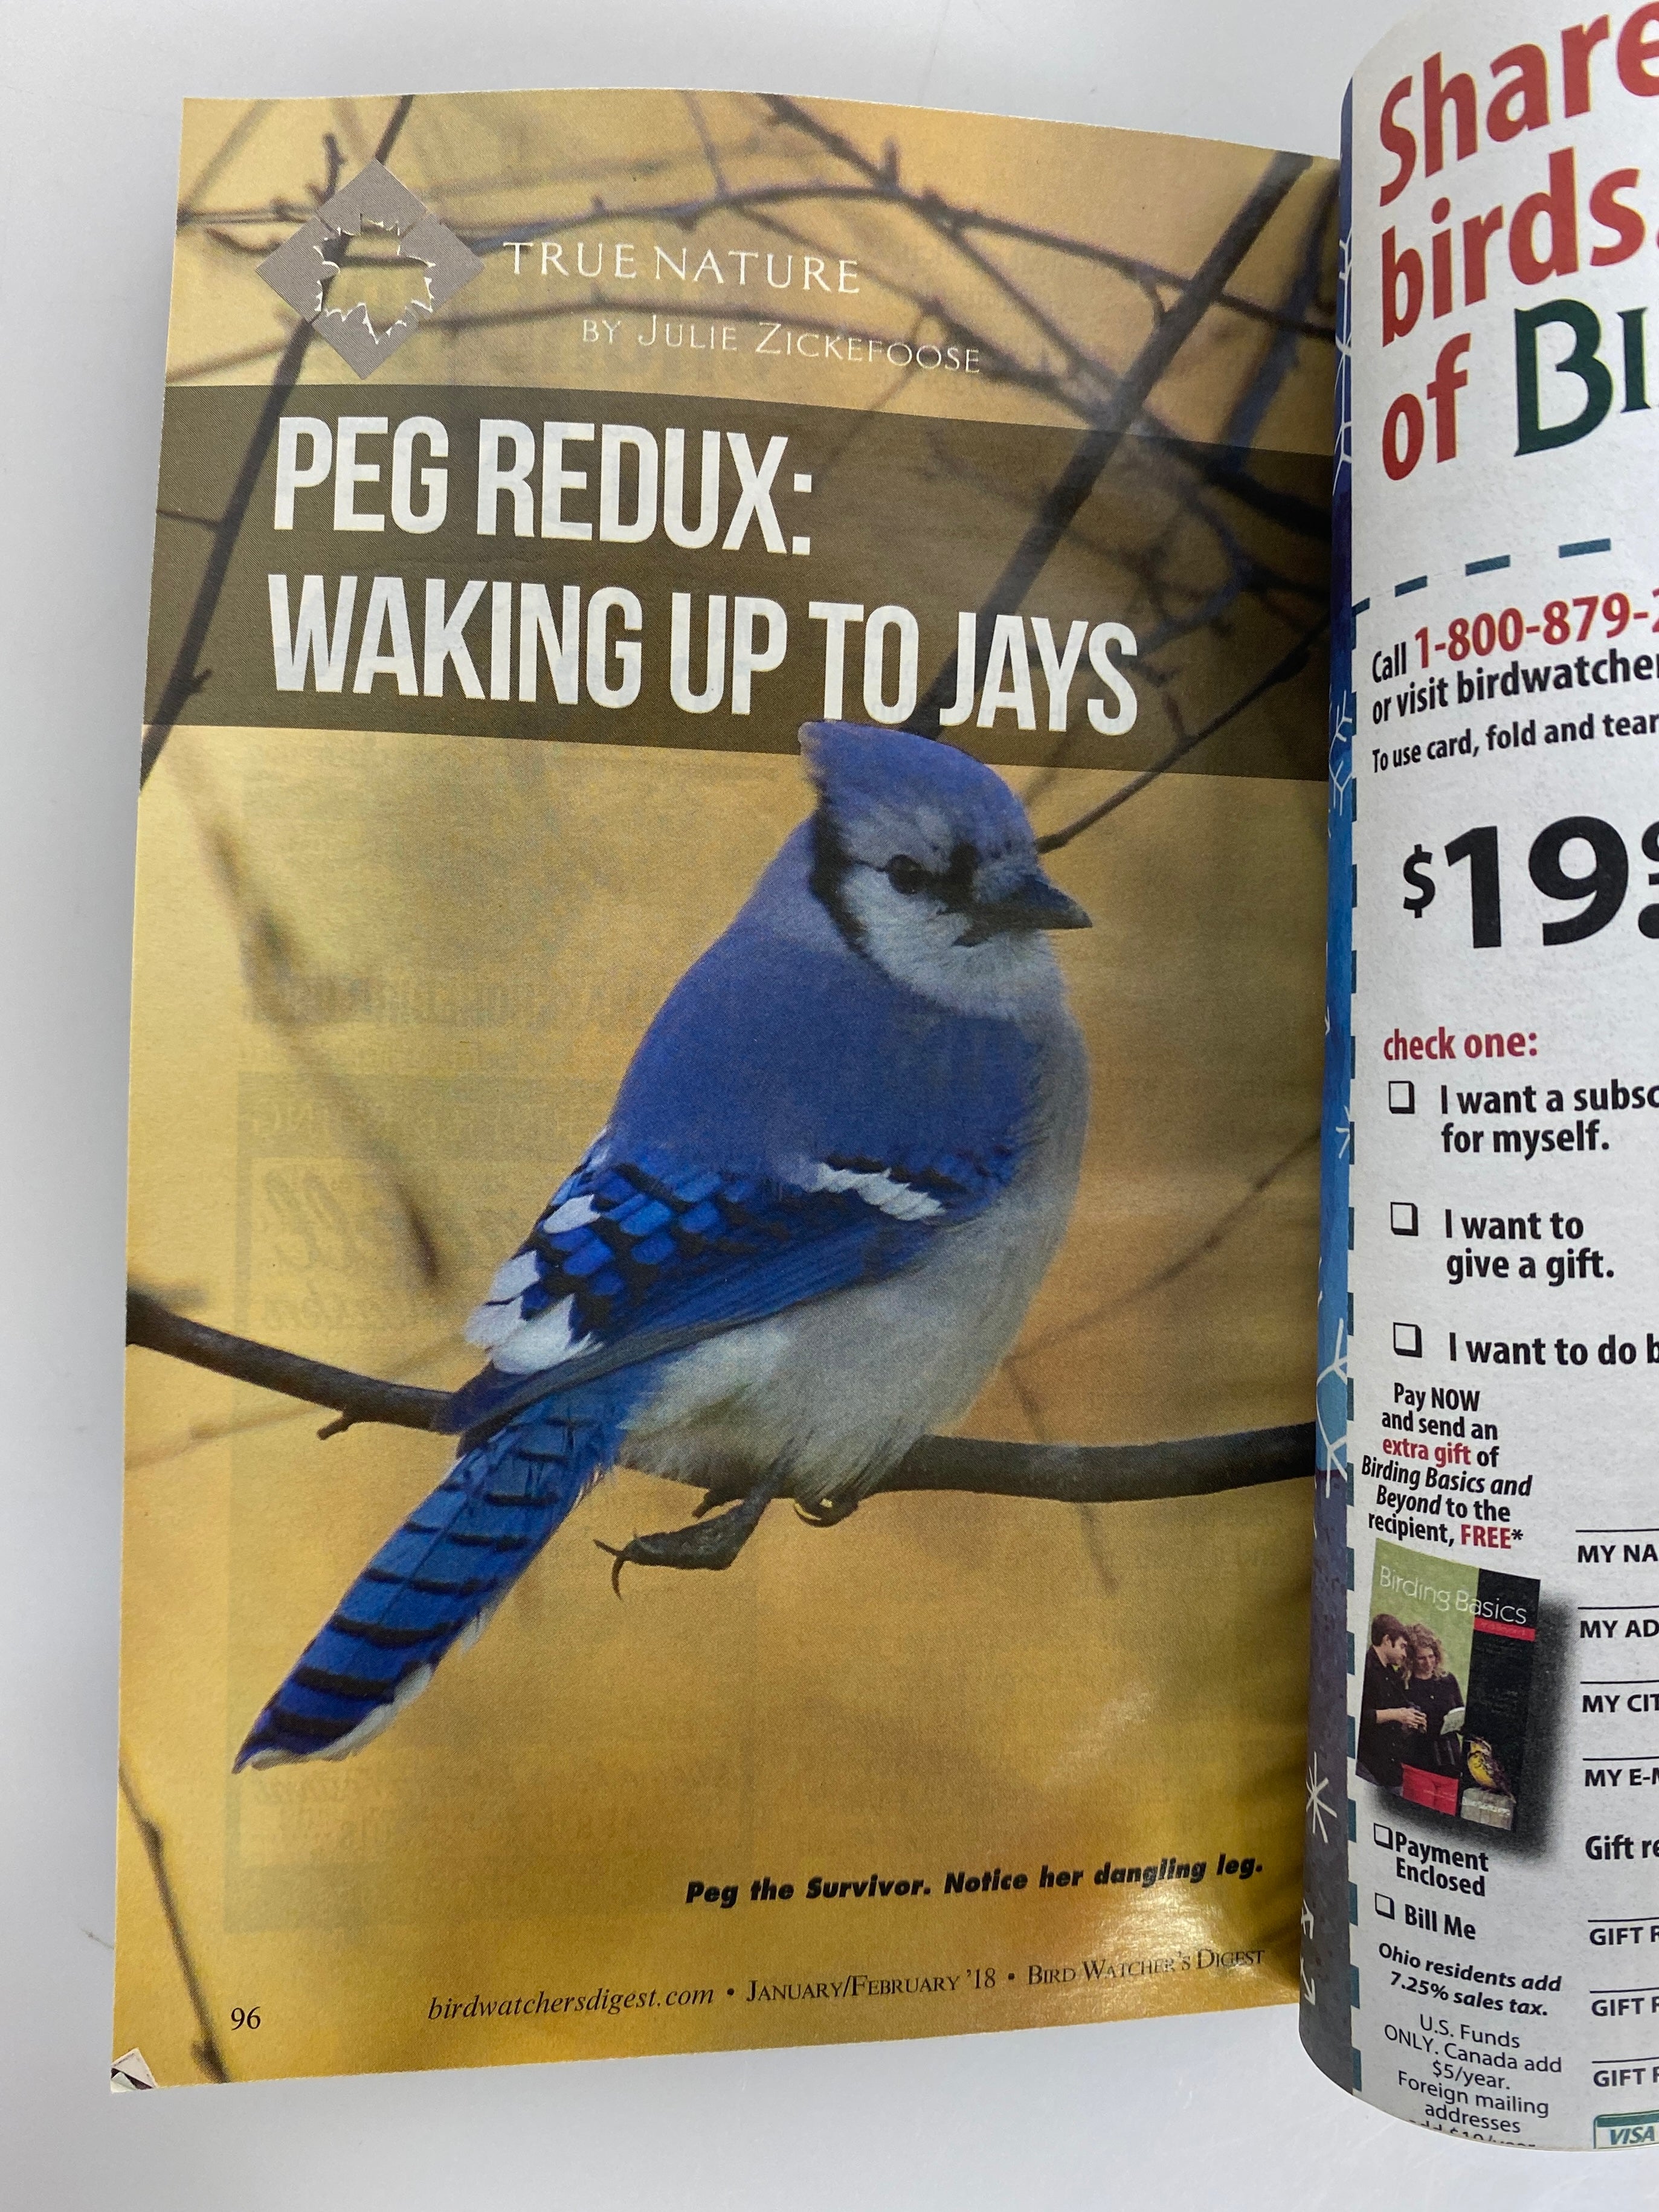 TRUE NATURE
BY JULIE ZICKEFOOSE
PEG REDUX:
WAKING UP TO JAYS
Peg the Survivor. Notice her dangling leg.
96
birdwatchersdigest.com • JANUARY/FEBRUARY '18 • BIRD WATCHER'S DIGEST
Share
birds.
of BI
Call 1-800-879-2
or visit birdwatcher
To use card, fold and tear
$19
check one:
❑ I want a subsc
for myself.
❑ I want to
give a gift.
❑ I want to do b
Pay NOW
and send an
extra gift of
Birding Basics and
Beyond to the
recipient, FREE*
Birding Basics
❑Payment
Enclosed
❑ Bill Me
Ohio residents add
7.25% sales tax.
U.S. Funds
ONLY. Canada add
$5/year.
Foreign mailing
addresses
MY NA
MY AD
MY CIT
MY E-M
Gift re
GIFT R
GIFT R
GIFT R
VISA